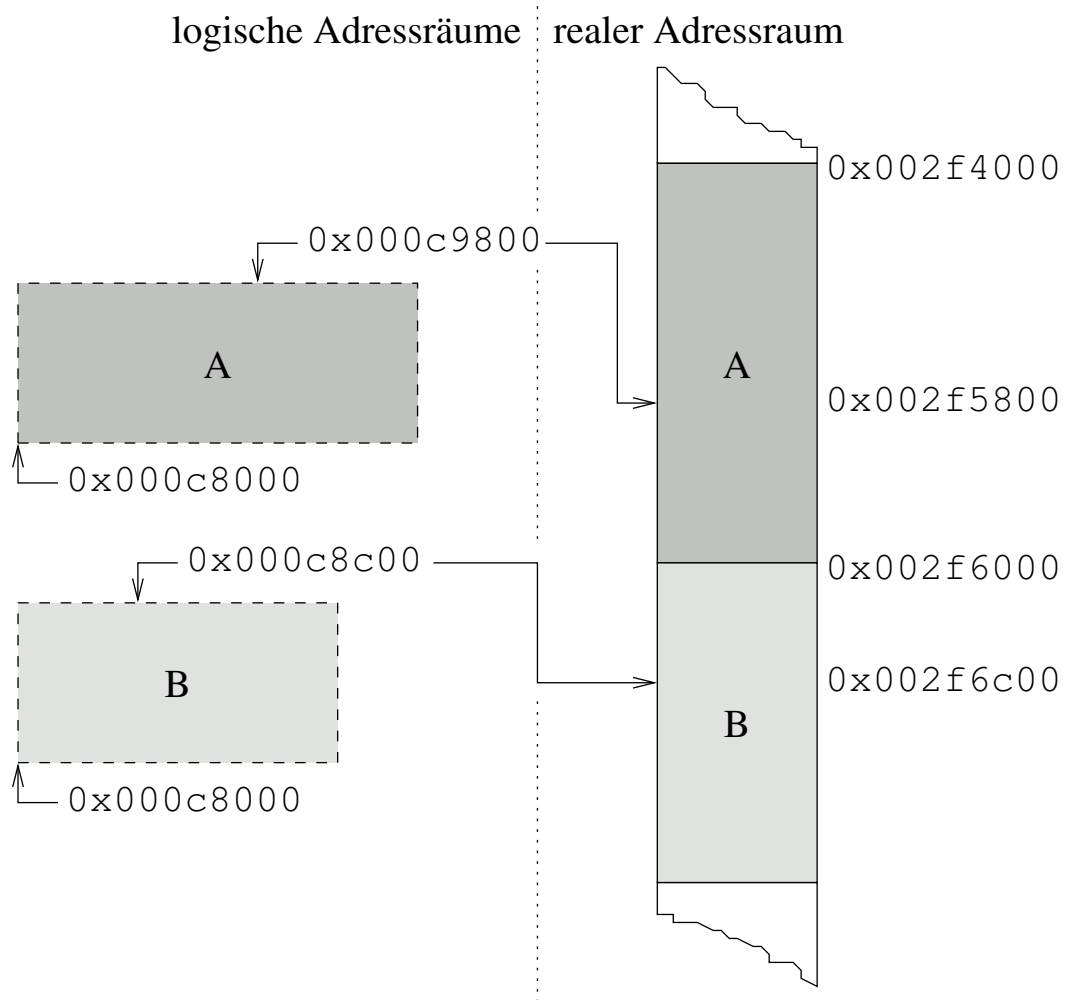 logische Adressräume
realer Adressraum
0x002f4000
0x000c9800
A
A
0x002f5800
0x000c8000
0x000c8c00
0x002f6000
B
0x002f6c00
B
0x000c8000